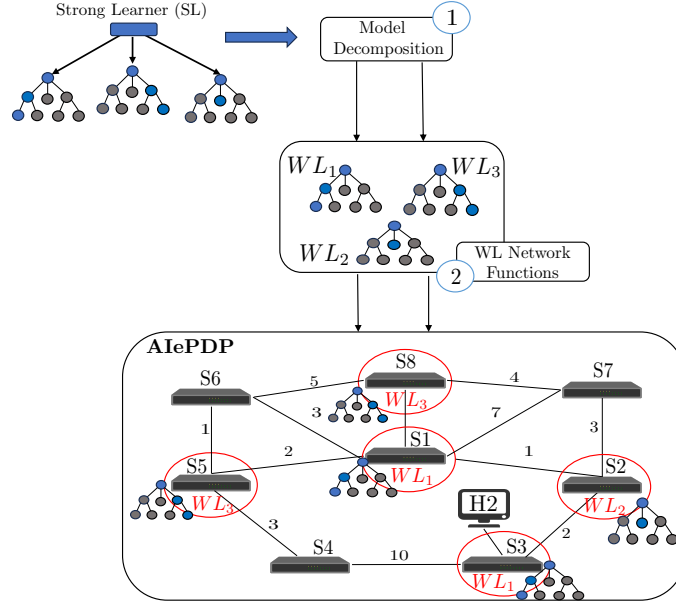 Strong Learner (SL)
1
Model
Decomposition
WL₁
WL₃
WL₂
2
WL Network
Functions
AIePDP
S6
5
S8
4
S7
WL₃
3
7
1
3
S5
2
S1
1
S2
WL₃
WL₁
WL₂
H2
3
2
S4
10
S3
WL₁